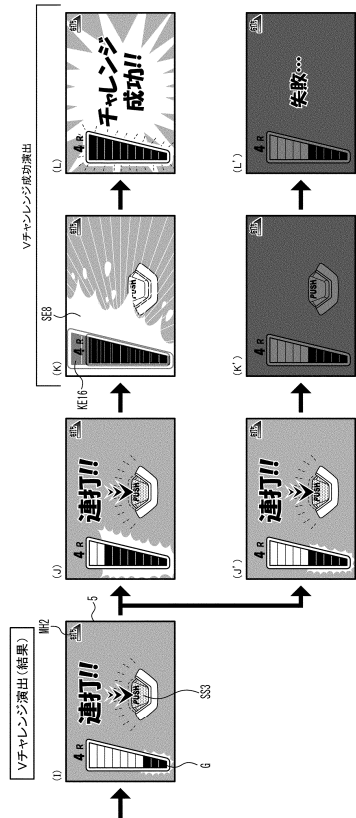 Vチャレンジ演出(結果)
(I)
4R
連打!!
PUSH
MH2
5
G
SS3
(J)
4R
連打!!
PUSH
Vチャンレンジ成功演出
(K)
4R
PUSH
KE16
SE8
(L)
4R
チャレンジ
成功!!
(J')
4R
連打!!
PUSH
(K')
4R
PUSH
(L')
4R
失敗…